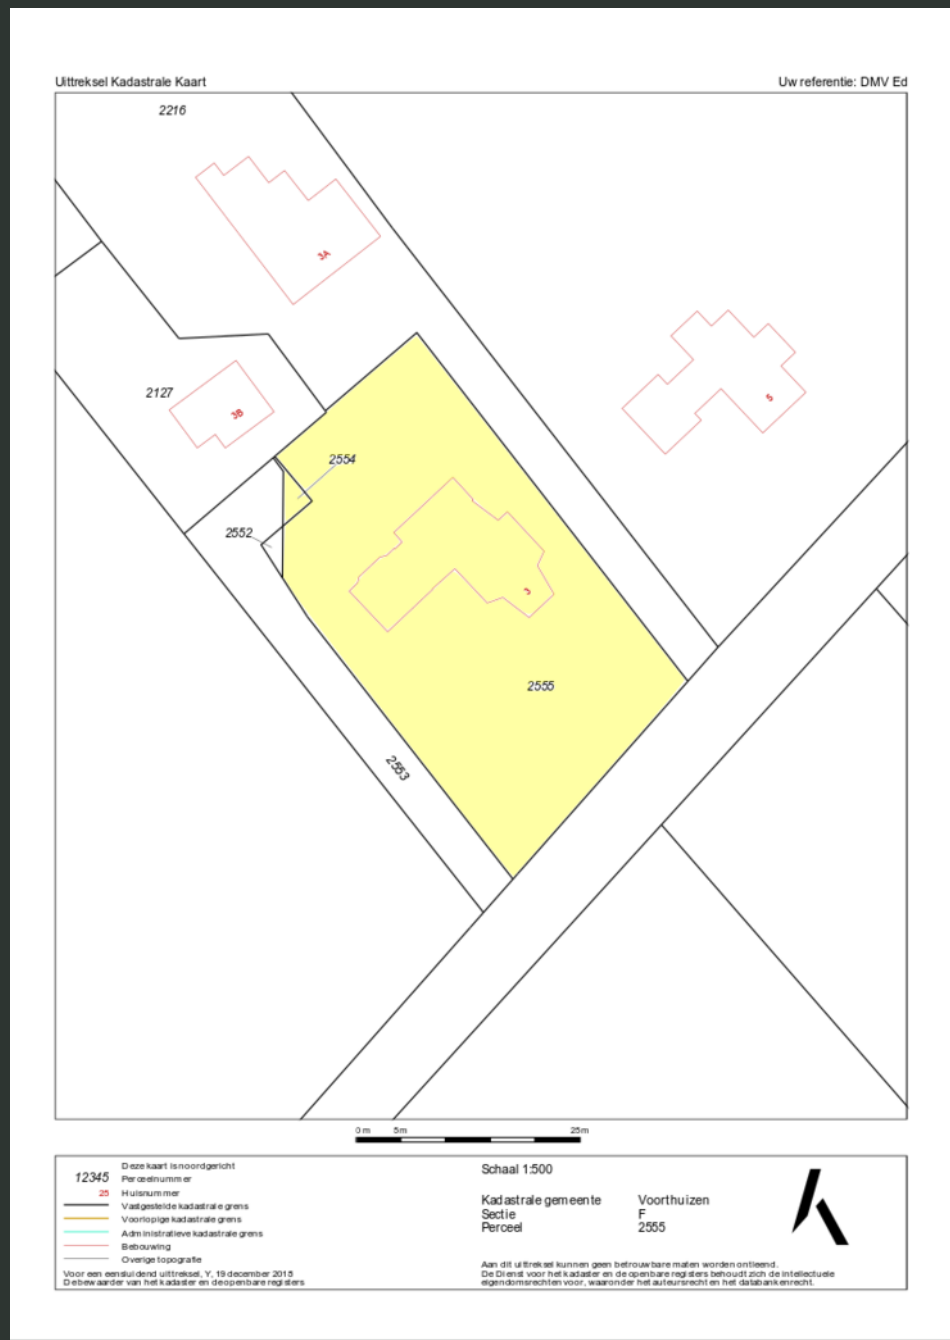 Uittreksel Kadastrale Kaart
Uw referentie: DMV Ed
2216
3A
5
2127
3B
2554
2552
3
2555
2553
0 m 5m 25m
Deze kaart is noordgericht
12345 Perceelnummer
25 Huisnummer
Vastgestelde kadastrale grens
Voorlopige kadastrale grens
Administratieve kadastrale grens
Bebouwing
Overige topografie
Voor een eensluidend uittreksel, Y, 19 december 2018
De bewaarder van het kadaster en de openbare registers
Schaal 1:500
Kadastrale gemeente Voorthuizen
Sectie F
Perceel 2555
Aan dit uittreksel kunnen geen betrouwbare maten worden ontleend.
De Dienst voor het kadaster en de openbare registers behoudt zich de intellectuele
eigendomsrechten voor, waaronder het auteursrecht en het databankenrecht.